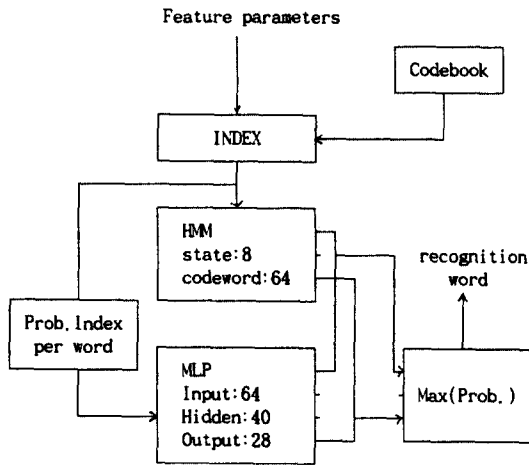 Feature parameters
Codebook
INDEX
HMM
state:8
codeword:64
recognition
word
Prob.Index
per word
MLP
Input:64
Hidden:40
Output:28
Max(Prob.)